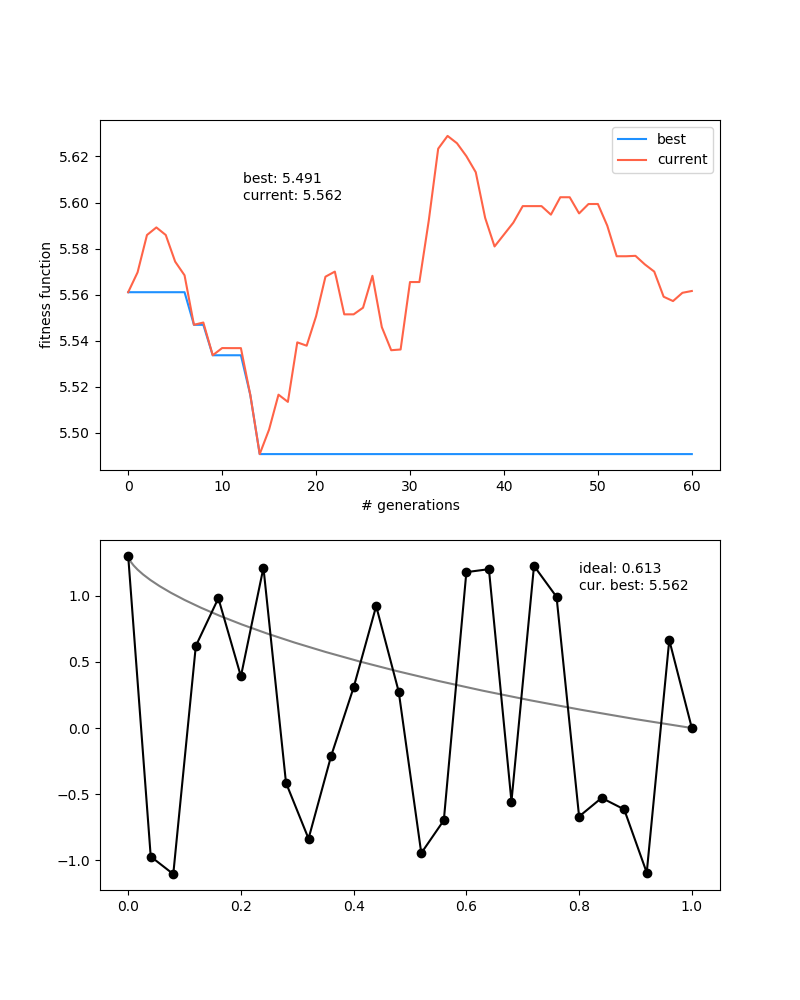 best
current
best: 5.491
current: 5.562
fitness function
5.62
5.60
5.58
5.56
5.54
5.52
5.50
0 10 20 30 40 50 60
# generations
ideal: 0.613
cur. best: 5.562
1.0
0.5
0.0
−0.5
−1.0
0.0 0.2 0.4 0.6 0.8 1.0